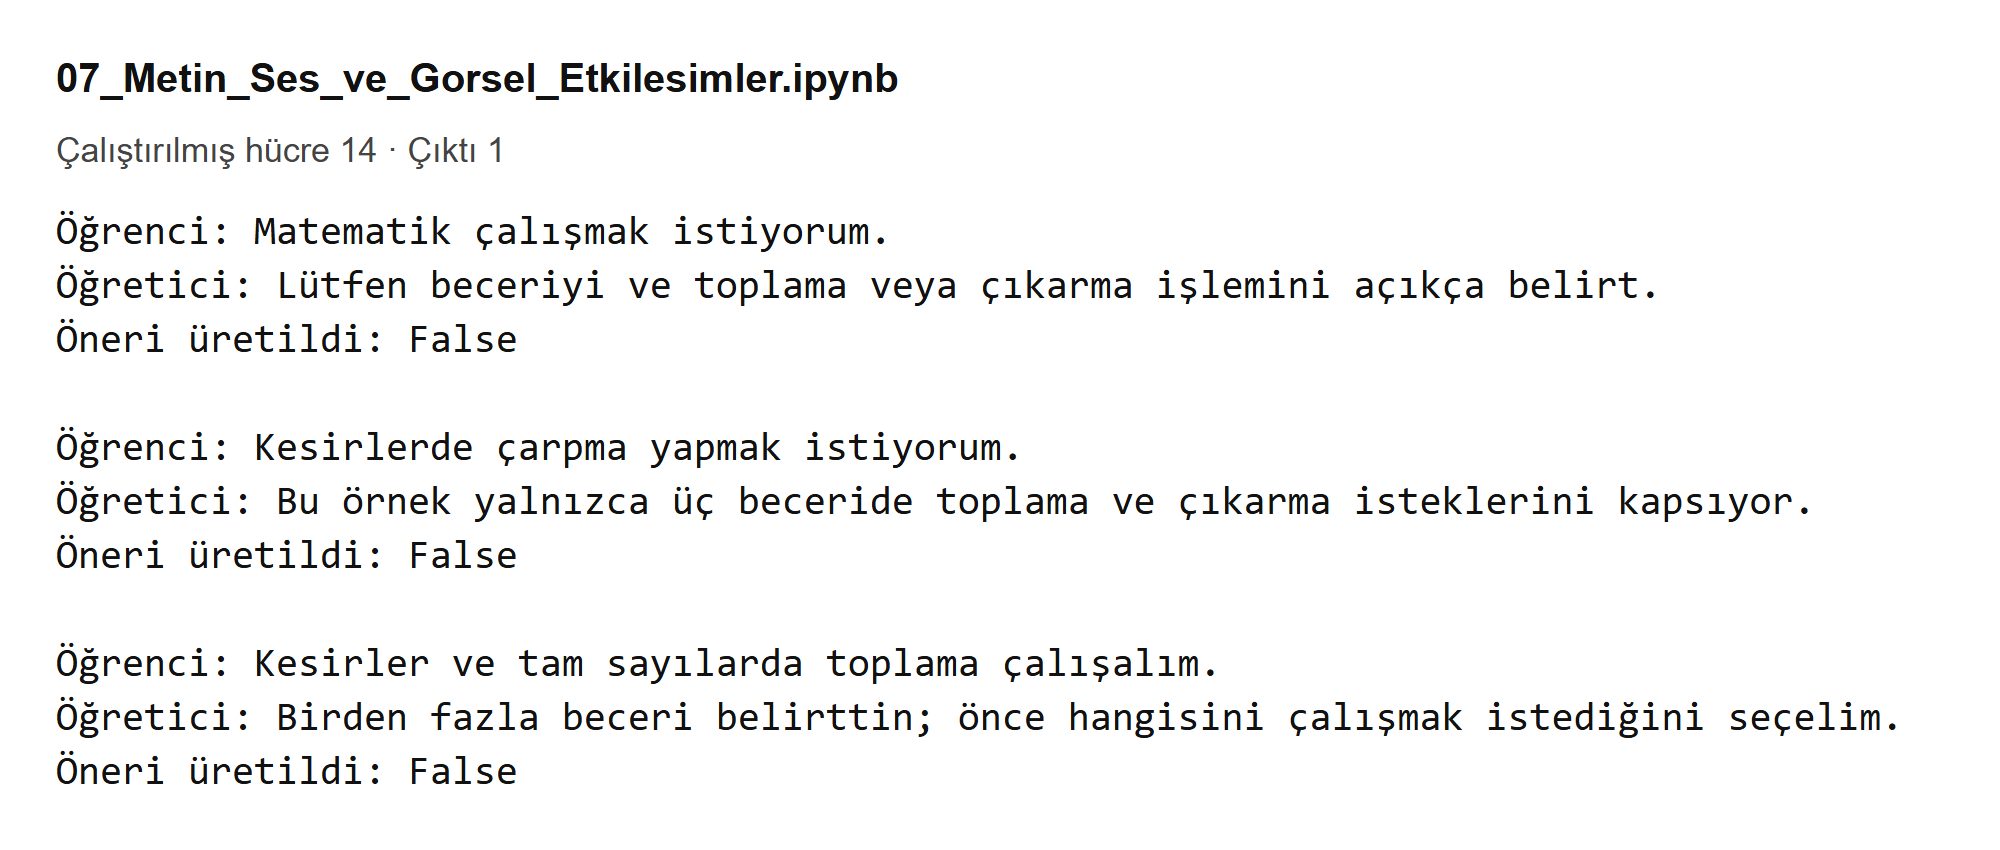 07_Metin_Ses_ve_Gorsel_Etkilesimler.ipynb
Çalıştırılmış hücre 14 · Çıktı 1
Öğrenci: Matematik çalışmak istiyorum.
Öğretici: Lütfen beceriyi ve toplama veya çıkarma işlemini açıkça belirt.
Öneri üretildi: False
Öğrenci: Kesirlerde çarpma yapmak istiyorum.
Öğretici: Bu örnek yalnızca üç beceride toplama ve çıkarma isteklerini kapsıyor.
Öneri üretildi: False
Öğrenci: Kesirler ve tam sayılarda toplama çalışalım.
Öğretici: Birden fazla beceri belirttin; önce hangisini çalışmak istediğini seçelim.
Öneri üretildi: False